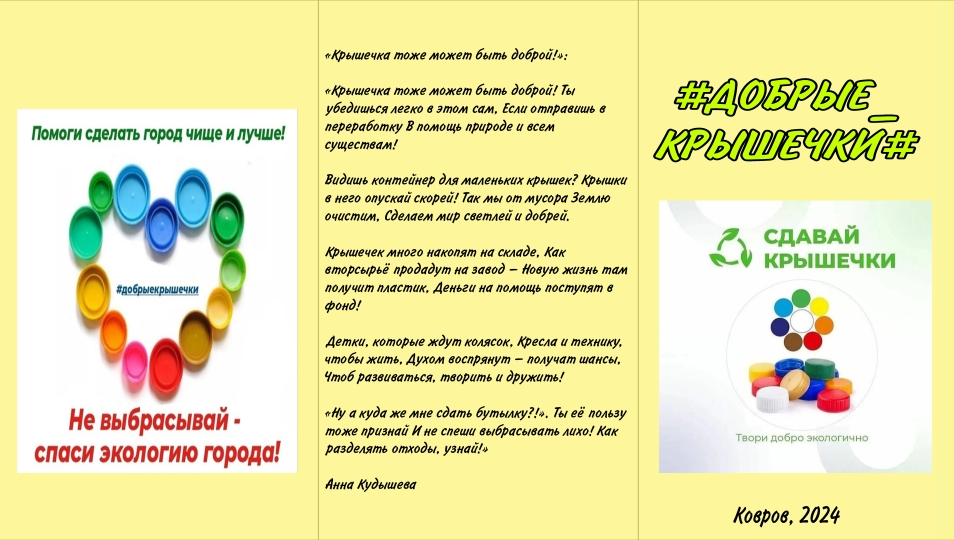 Помоги сделать город чище и лучше!
#добрыекрышечки
Не выбрасывай -
спаси экологию города!
«Крышечка тоже может быть доброй!»:
«Крышечка тоже может быть доброй! Ты
убедишься легко в этом сам, Если отправишь в
переработку В помощь природе и всем
существам!
Видишь контейнер для маленьких крышек? Крышки
в него опускай скорей! Так мы от мусора Землю
очистим, Сделаем мир светлей и добрей.
Крышечек много накопят на складе, Как
вторсырьё продадут на завод – Новую жизнь там
получит пластик, Деньги на помощь поступят в
фонд!
Детки, которые ждут колясок, Кресла и технику,
чтобы жить, Духом воспрянут – получат шансы,
Чтоб развиваться, творить и дружить!
«Ну а куда же мне сдать бутылку?!». Ты её пользу
тоже признай И не спеши выбрасывать лихо! Как
разделять отходы, узнай!»
Анна Кудышева
#ДОБРЫЕ_
КРЫШЕЧКИ#
СДАВАЙ
КРЫШЕЧКИ
Твори добро экологично
Ковров, 2024